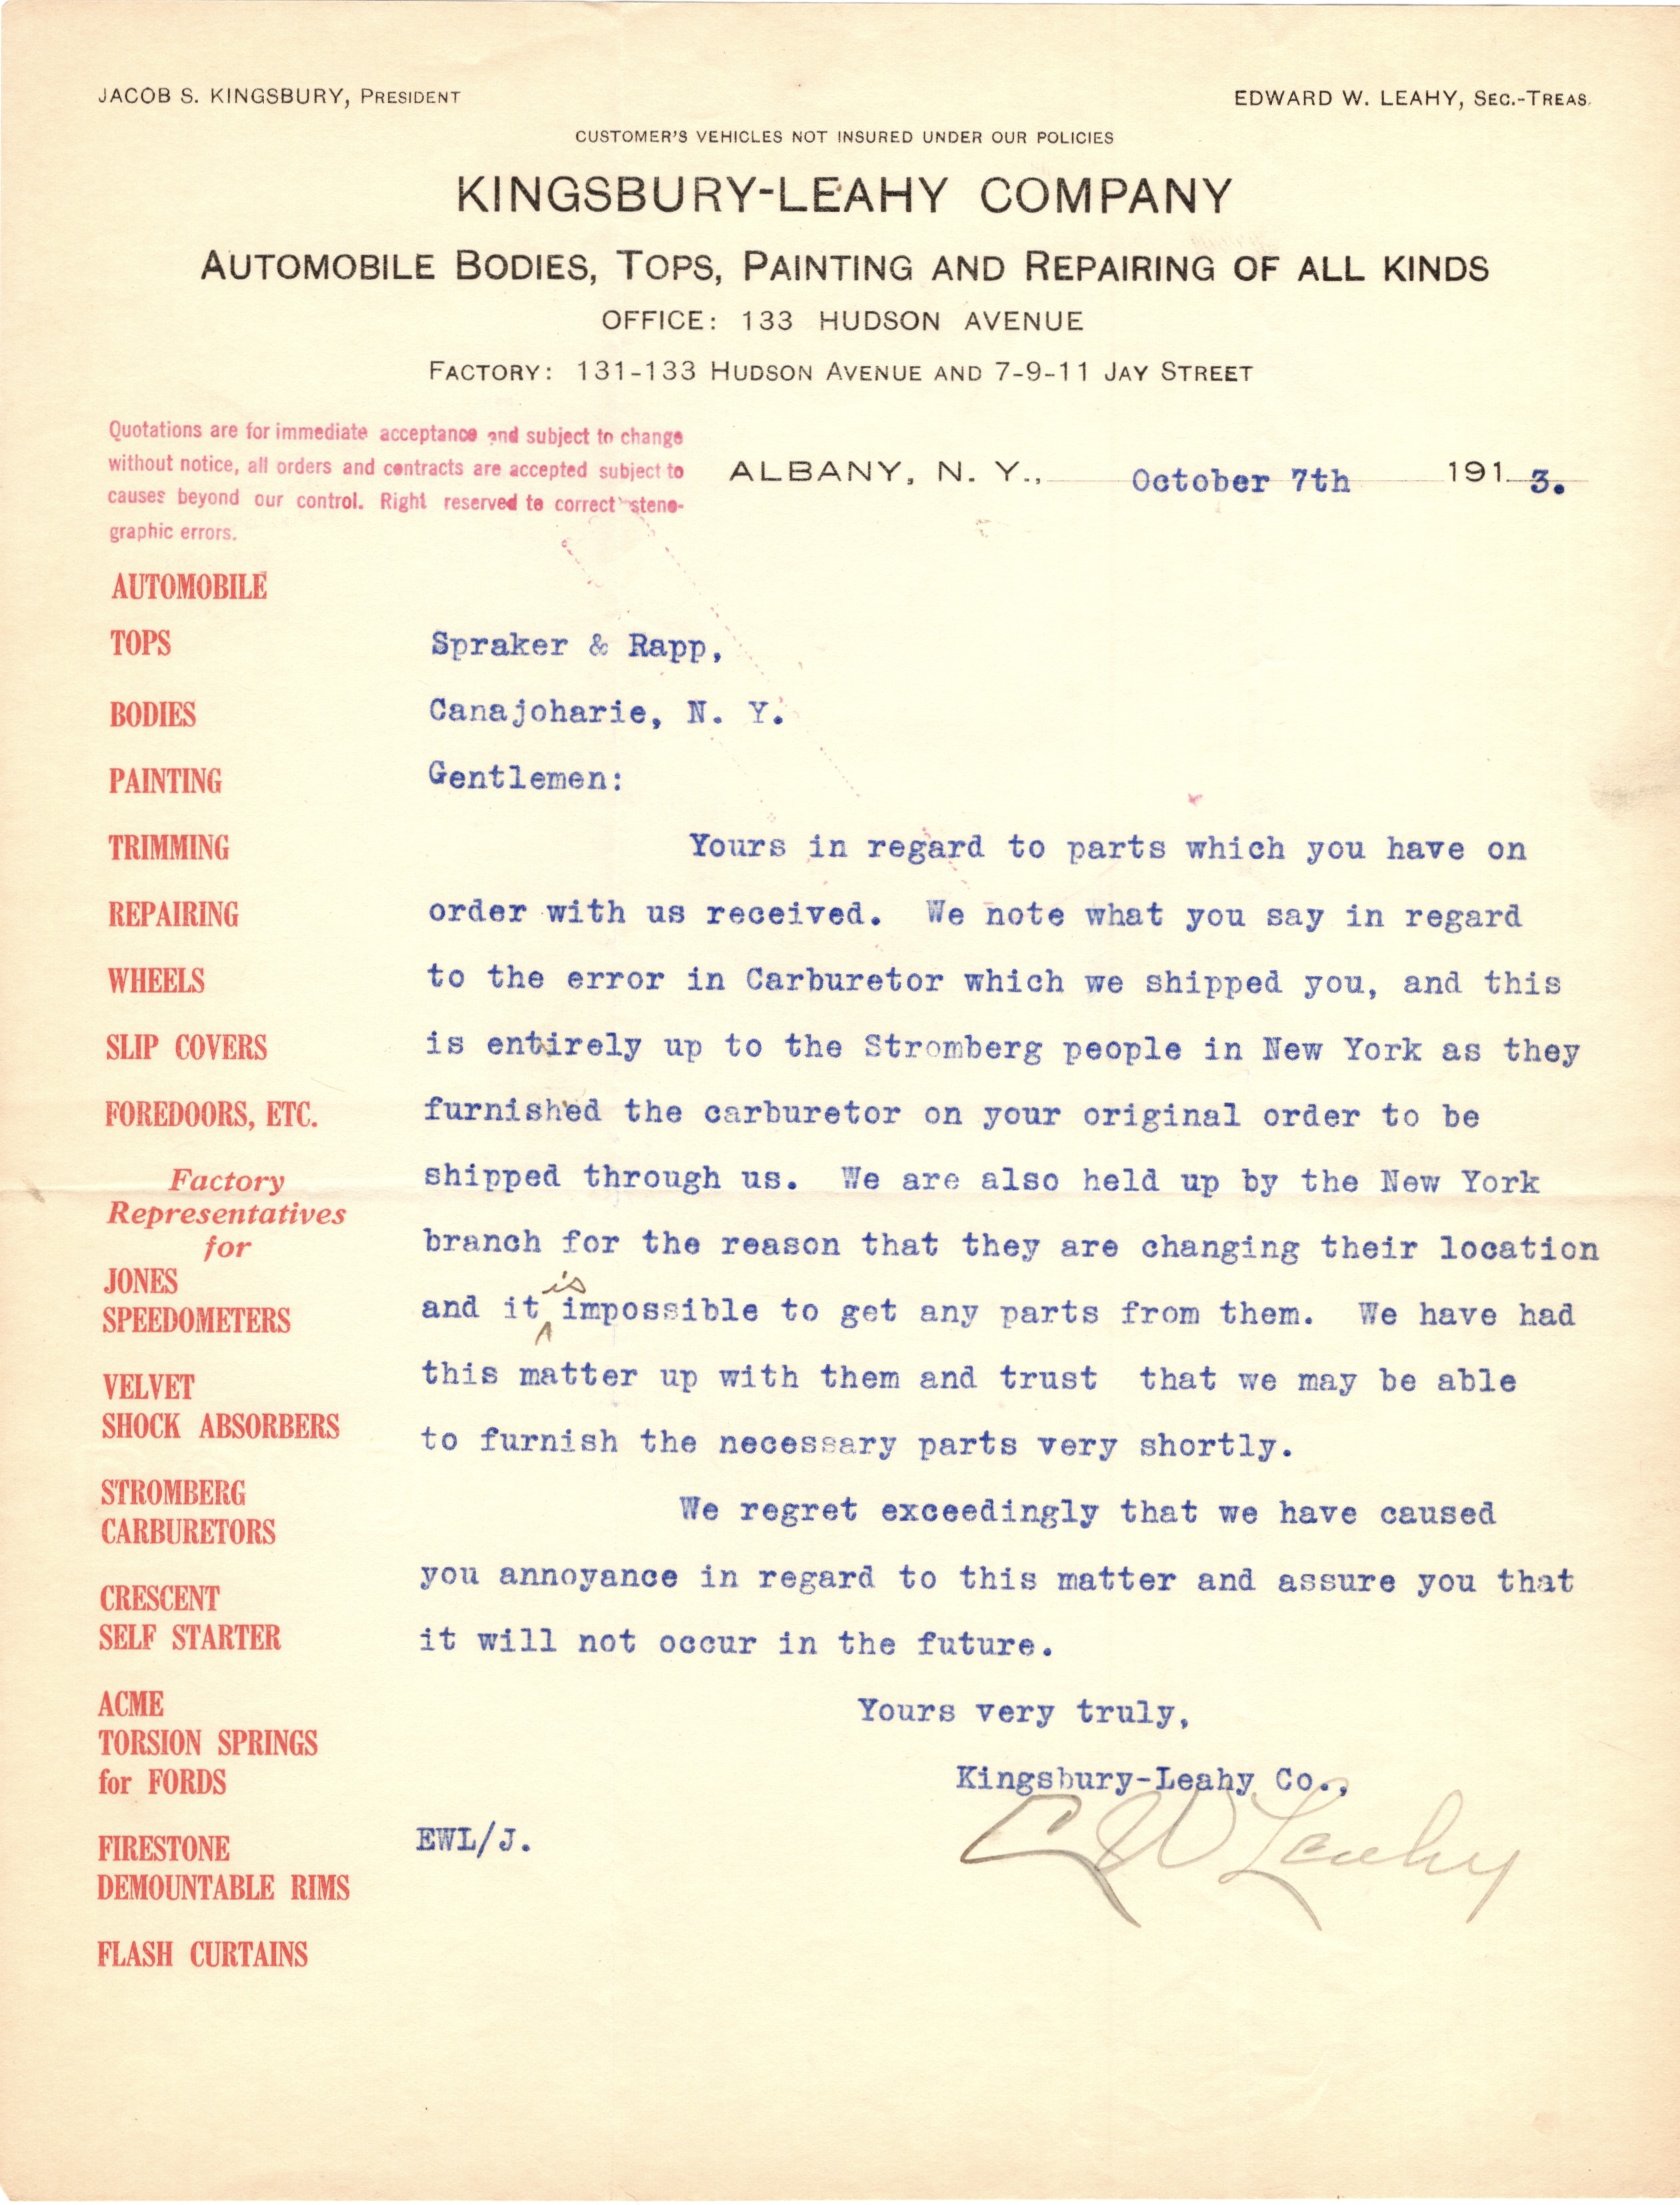 JACOB S. KINGSBURY, PRESIDENT
EDWARD W. LEAHY, SEC.-TREAS.
CUSTOMER'S VEHICLES NOT INSURED UNDER OUR POLICIES
KINGSBURY-LEAHY COMPANY
AUTOMOBILE BODIES, TOPS, PAINTING AND REPAIRING OF ALL KINDS
OFFICE: 133 HUDSON AVENUE
FACTORY: 131-133 HUDSON AVENUE AND 7-9-11 JAY STREET
Quotations are for immediate acceptance and subject to change
without notice, all orders and contracts are accepted subject to
causes beyond our control. Right reserved to correct steno-
graphic errors.
ALBANY, N. Y., October 7th 1913.
AUTOMOBILE
TOPS
BODIES
PAINTING
TRIMMING
REPAIRING
WHEELS
SLIP COVERS
FOREDOORS, ETC.
Factory
Representatives
for
JONES
SPEEDOMETERS
VELVET
SHOCK ABSORBERS
STROMBERG
CARBURETORS
CRESCENT
SELF STARTER
ACME
TORSION SPRINGS
for FORDS
FIRESTONE
DEMOUNTABLE RIMS
FLASH CURTAINS
Spraker & Rapp,
Canajoharie, N. Y.
Gentlemen:
Yours in regard to parts which you have on
order with us received. We note what you say in regard
to the error in Carburetor which we shipped you, and this
is entirely up to the Stromberg people in New York as they
furnished the carburetor on your original order to be
shipped through us. We are also held up by the New York
branch for the reason that they are changing their location
and it is impossible to get any parts from them. We have had
this matter up with them and trust that we may be able
to furnish the necessary parts very shortly.
We regret exceedingly that we have caused
you annoyance in regard to this matter and assure you that
it will not occur in the future.
Yours very truly,
Kingsbury-Leahy Co.,
E W Leahy
EWL/J.